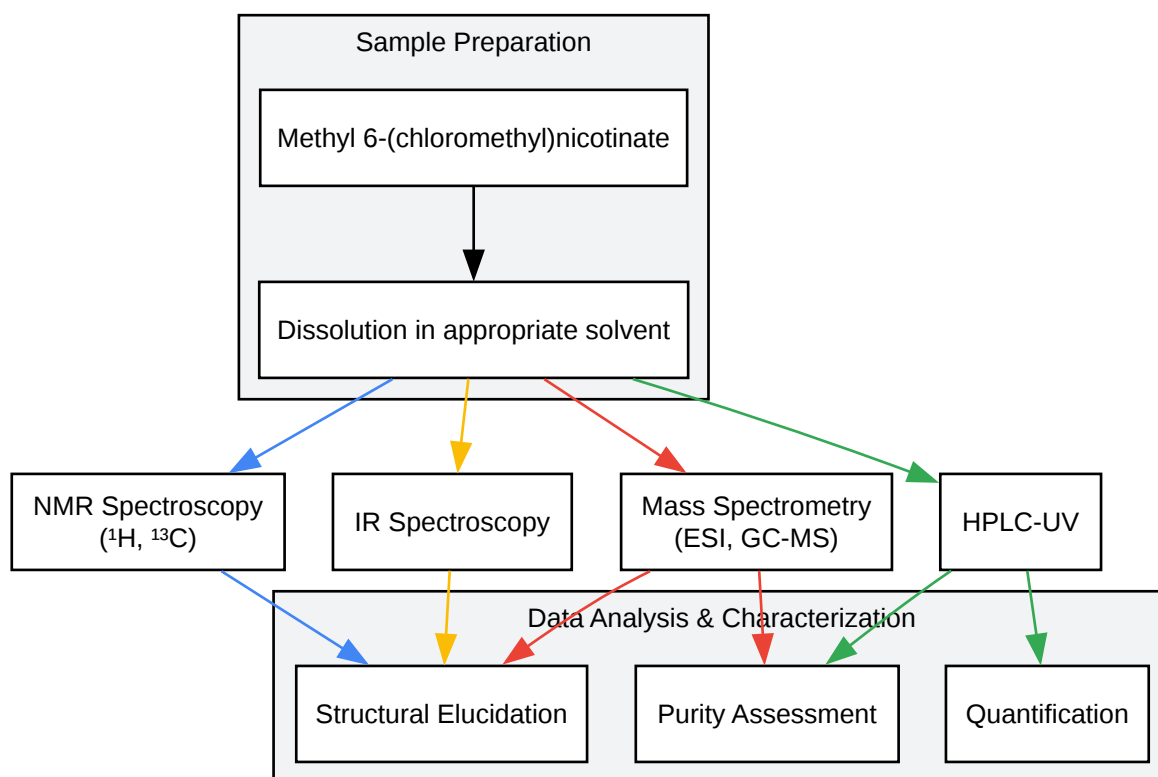 Sample Preparation
Methyl 6-(chloromethyl)nicotinate
Dissolution in appropriate solvent
NMR Spectroscopy
(¹H, ¹³C)
IR Spectroscopy
Mass Spectrometry
(ESI, GC-MS)
HPLC-UV
Data Analysis & Characterization
Structural Elucidation
Purity Assessment
Quantification